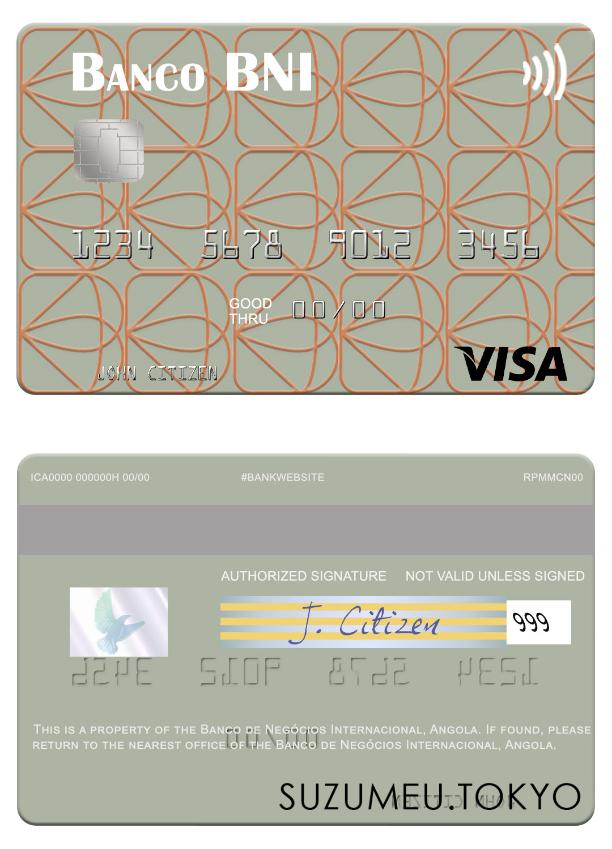 BANCO BNI
1234 5678 9012 3456
GOOD THRU 00/00
JOHN CITIZEN
VISA
ICA0000 000000H 00/00 #BANKWEBSITE RPMMCN00
AUTHORIZED SIGNATURE NOT VALID UNLESS SIGNED
J. Citizen 999
THIS IS A PROPERTY OF THE BANCO DE NEGÓCIOS INTERNACIONAL, ANGOLA. IF FOUND, PLEASE
RETURN TO THE NEAREST OFFICE OF THE BANCO DE NEGÓCIOS INTERNACIONAL, ANGOLA.
SUZUMEU.TOKYO